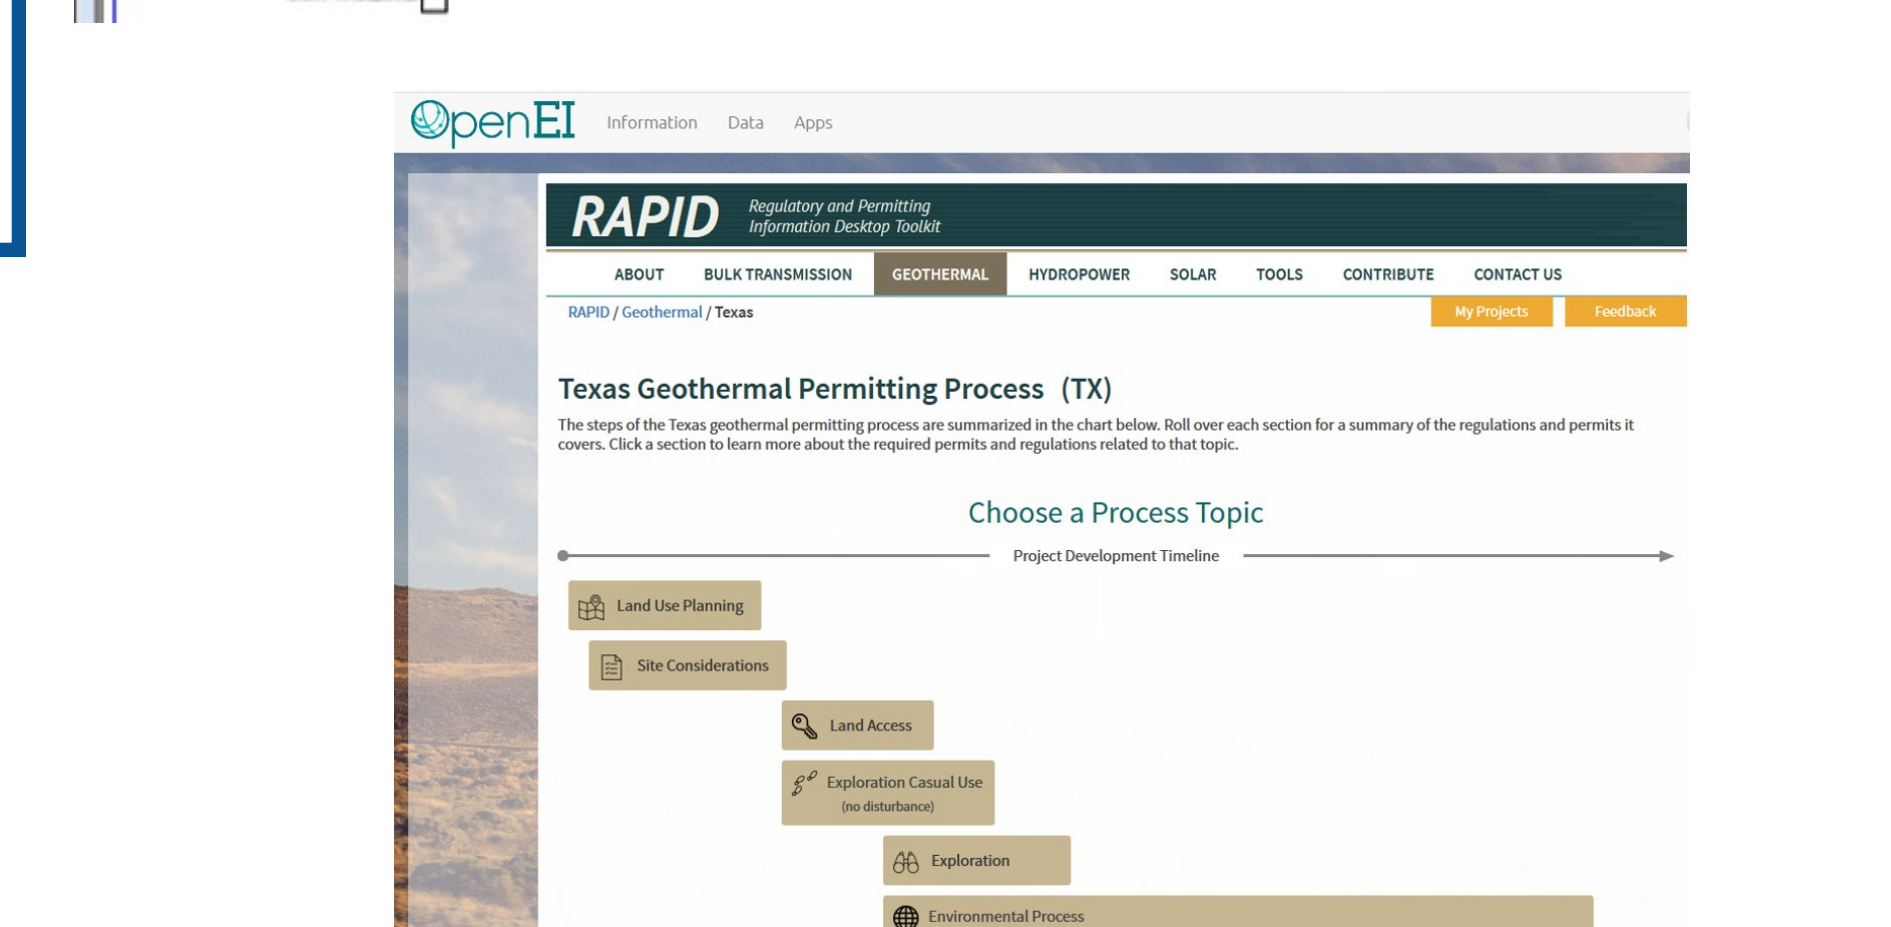 OpenEI Information Data Apps
RAPID Regulatory and Permitting
Information Desktop Toolkit
ABOUT BULK TRANSMISSION GEOTHERMAL HYDROPOWER SOLAR TOOLS CONTRIBUTE CONTACT US
RAPID / Geothermal / Texas My Projects Feedback
Texas Geothermal Permitting Process (TX)
The steps of the Texas geothermal permitting process are summarized in the chart below. Roll over each section for a summary of the regulations and permits it
covers. Click a section to learn more about the required permits and regulations related to that topic.
Choose a Process Topic
Project Development Timeline
Land Use Planning
Site Considerations
Land Access
Exploration Casual Use
(no disturbance)
Exploration
Environmental Process